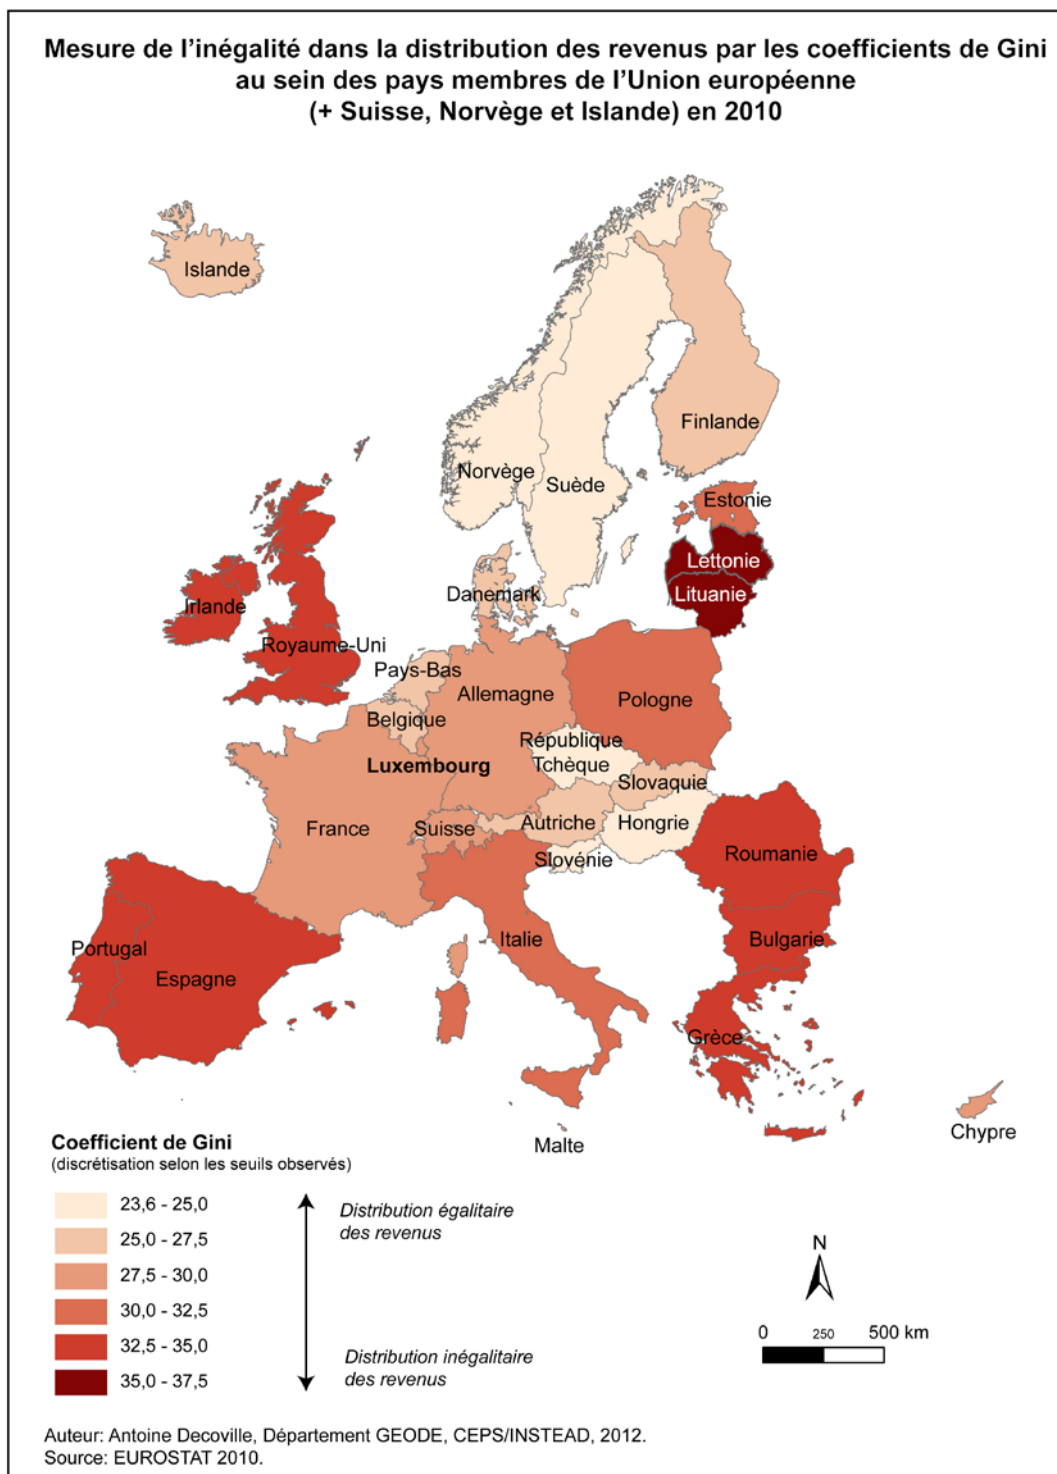 Mesure de l'inégalité dans la distribution des revenus par les coefficients de Gini
au sein des pays membres de l'Union européenne
(+ Suisse, Norvège et Islande) en 2010
Islande
Finlande
Norvège
Suède
Estonie
Lettonie
Lituanie
Danemark
Irlande
Royaume-Uni
Pays-Bas
Allemagne
Pologne
Belgique
République
Tchèque
Luxembourg
Slovaquie
France
Suisse
Autriche
Hongrie
Slovénie
Roumanie
Italie
Bulgarie
Portugal
Espagne
Grèce
Chypre
Malte
Coefficient de Gini
(discrétisation selon les seuils observés)
23,6 - 25,0
25,0 - 27,5
27,5 - 30,0
30,0 - 32,5
32,5 - 35,0
35,0 - 37,5
Distribution égalitaire
des revenus
Distribution inégalitaire
des revenus
N
0 250 500 km
Auteur: Antoine Decoville, Département GEODE, CEPS/INSTEAD, 2012.
Source: EUROSTAT 2010.